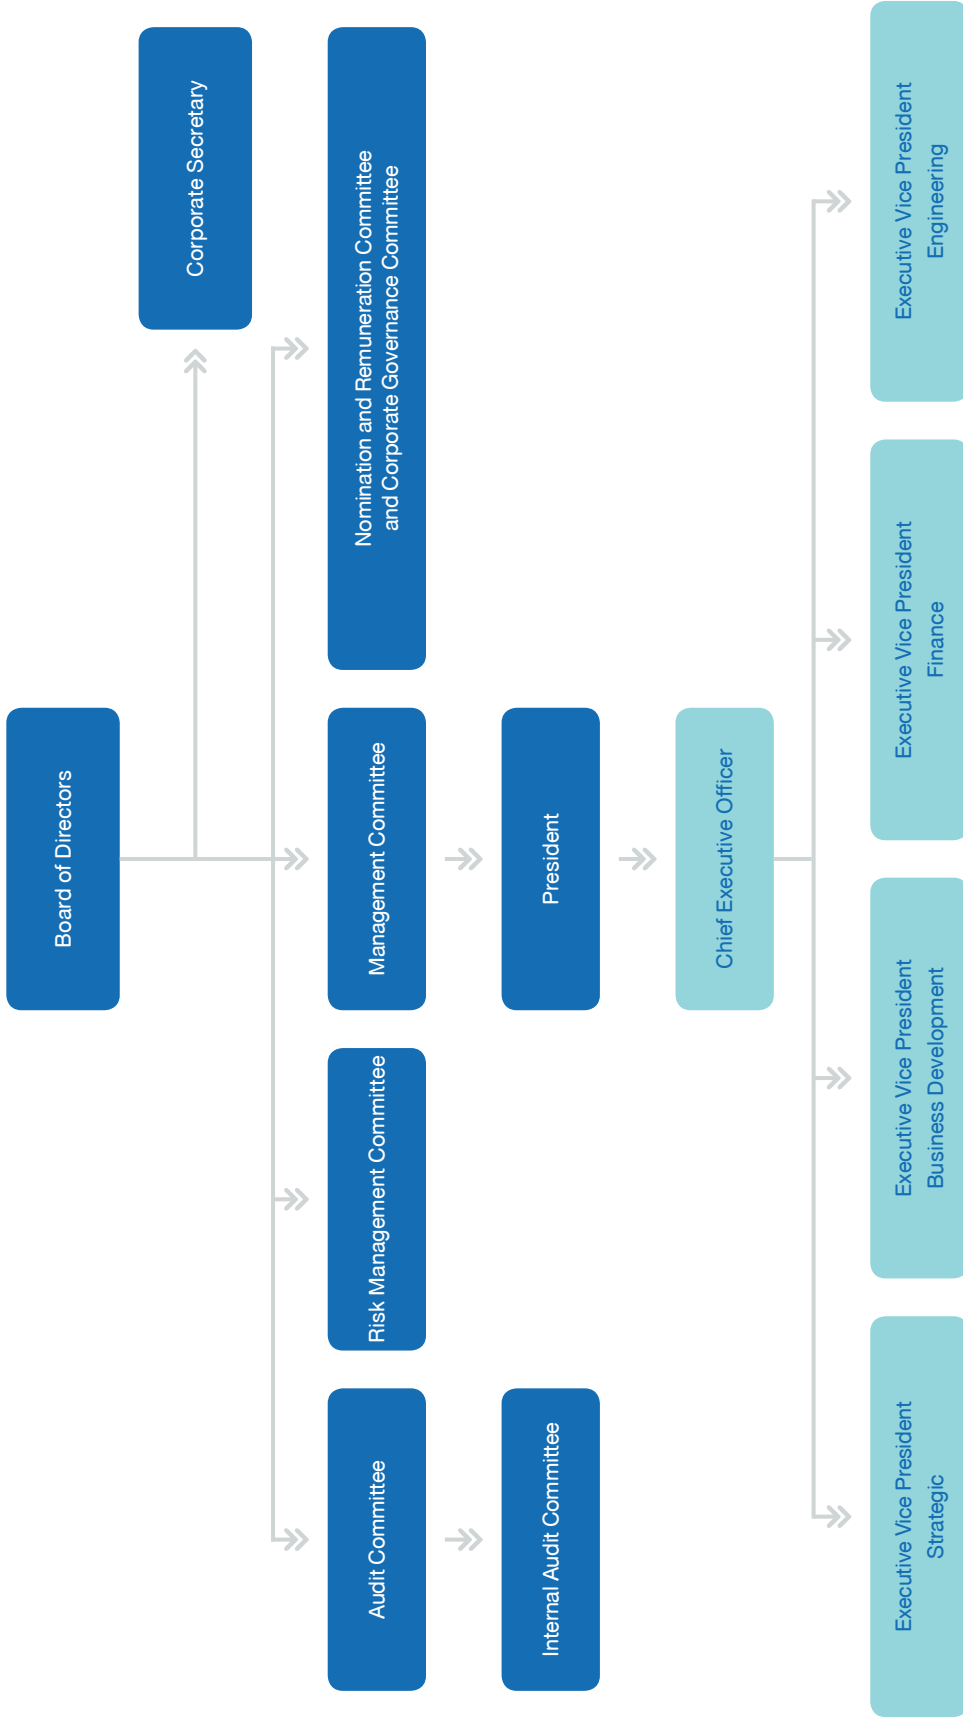 Board of Directors
Corporate Secretary
Audit Committee
Risk Management Committee
Management Committee
Nomination and Remuneration Committee
and Corporate Governance Committee
Internal Audit Committee
President
Chief Executive Officer
Executive Vice President
Strategic
Executive Vice President
Business Development
Executive Vice President
Finance
Executive Vice President
Engineering